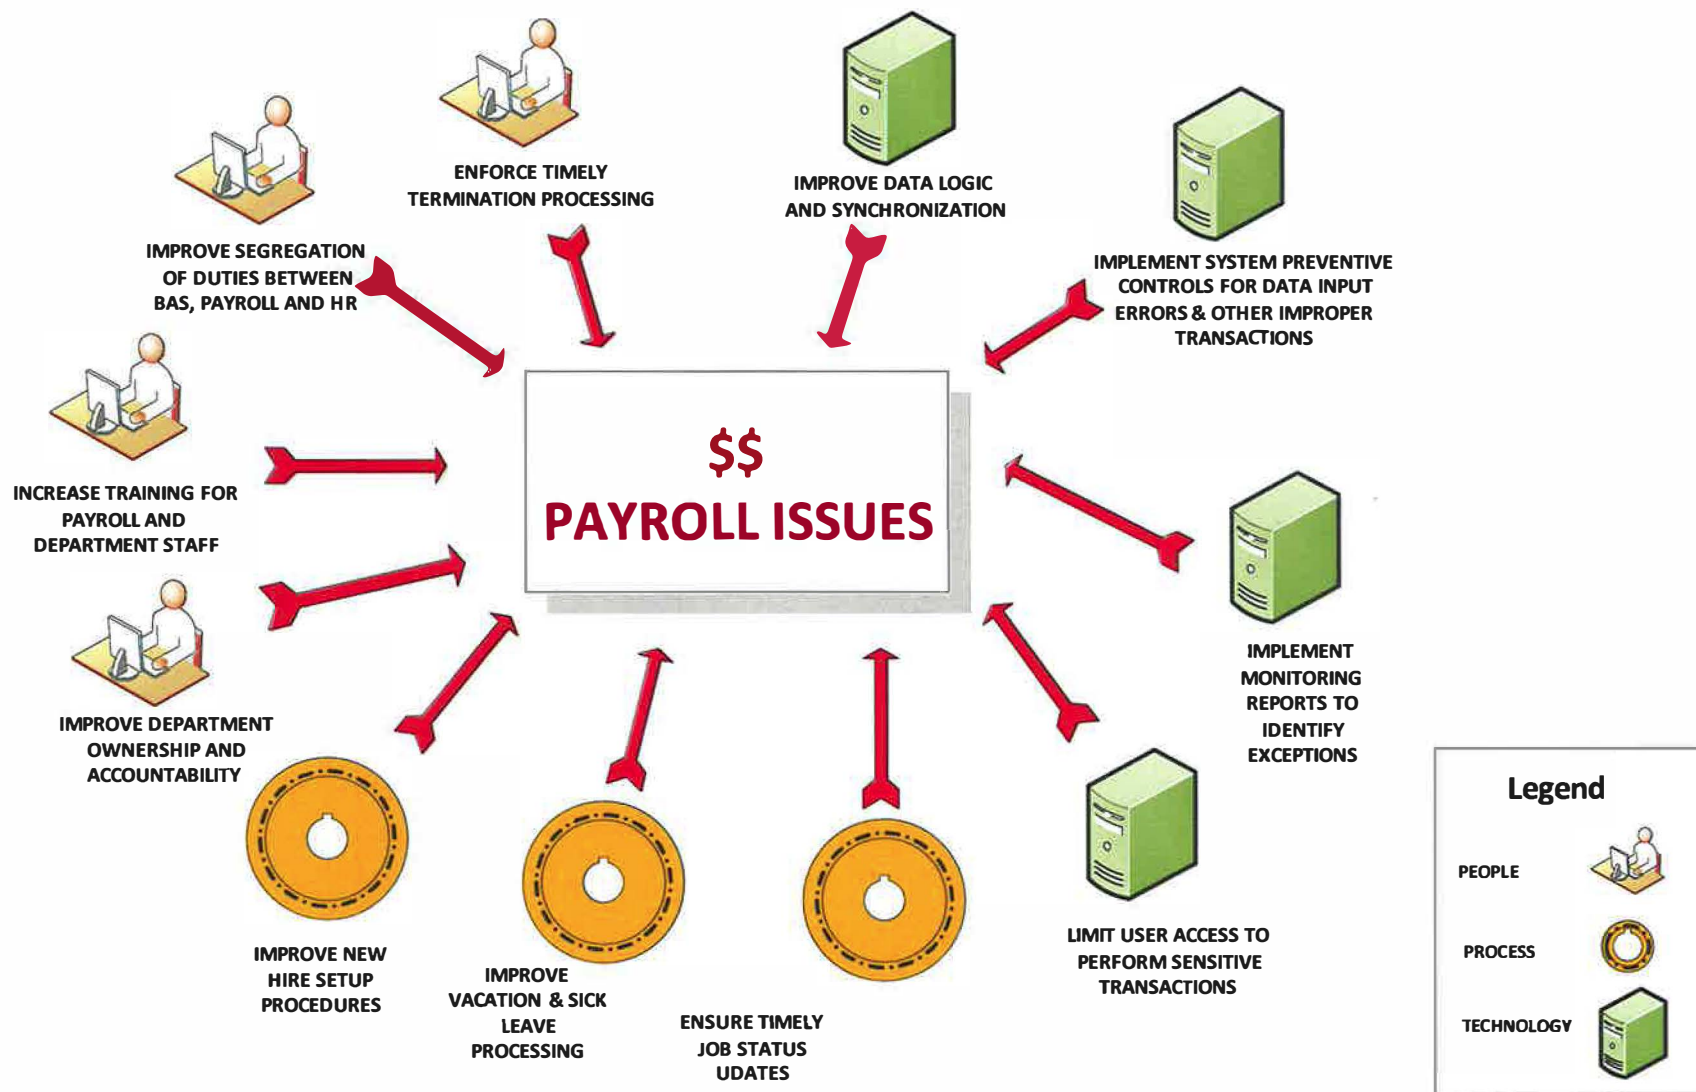 ENFORCE TIMELY
TERMINATION PROCESSING
IMPROVE DATA LOGIC
AND SYNCHRONIZATION
IMPROVE SEGREGATION
OF DUTIES BETWEEN
BAS, PAYROLL AND HR
IMPLEMENT SYSTEM PREVENTIVE
CONTROLS FOR DATA INPUT
ERRORS & OTHER IMPROPER
TRANSACTIONS
$$
PAYROLL ISSUES
INCREASE TRAINING FOR
PAYROLL AND
DEPARTMENT STAFF
IMPROVE DEPARTMENT
OWNERSHIP AND
ACCOUNTABILITY
IMPLEMENT
MONITORING
REPORTS TO
IDENTIFY
EXCEPTIONS
IMPROVE NEW
HIRE SETUP
PROCEDURES
IMPROVE
VACATION & SICK
LEAVE
PROCESSING
ENSURE TIMELY
JOB STATUS
UDATES
LIMIT USER ACCESS TO
PERFORM SENSITIVE
TRANSACTIONS
Legend
PEOPLE
PROCESS
TECHNOLOGY